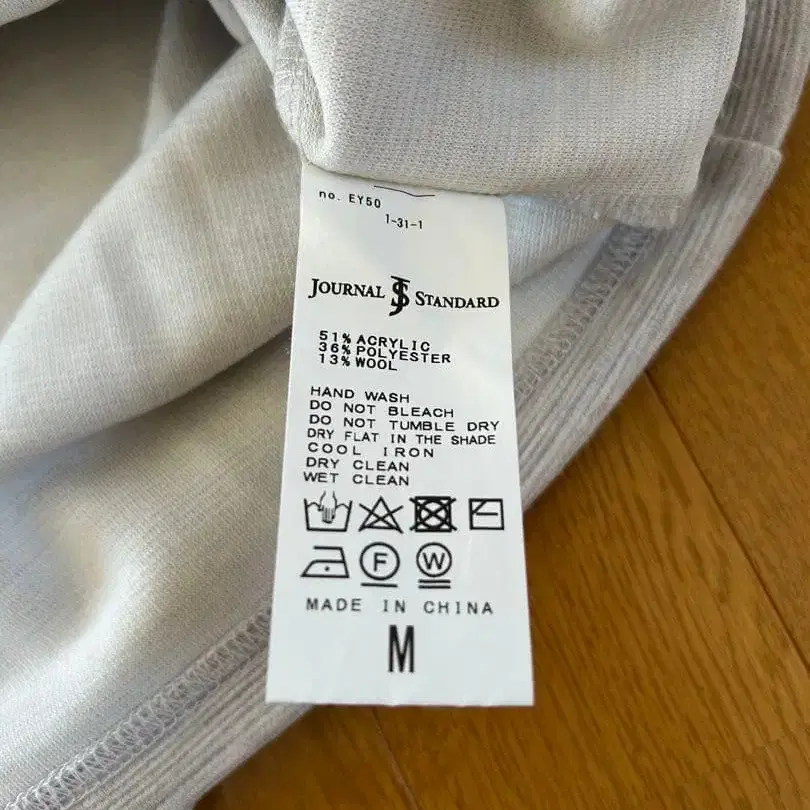 no. EY50
1-31-1
JOURNAL JS STANDARD
51% ACRYLIC
36% POLYESTER
13% WOOL
HAND WASH
DO NOT BLEACH
DO NOT TUMBLE DRY
DRY FLAT IN THE SHADE
COOL IRON
DRY CLEAN
WET CLEAN
F W
MADE IN CHINA
M